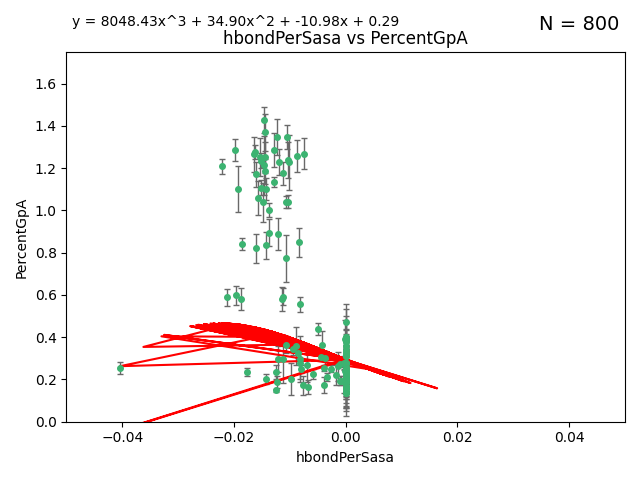 y = 8048.43x^3 + 34.90x^2 + -10.98x + 0.29
N = 800
hbondPerSasa vs PercentGpA
PercentGpA
1.6
1.4
1.2
1.0
0.8
0.6
0.4
0.2
0.0
−0.04
−0.02
0.00
0.02
0.04
hbondPerSasa